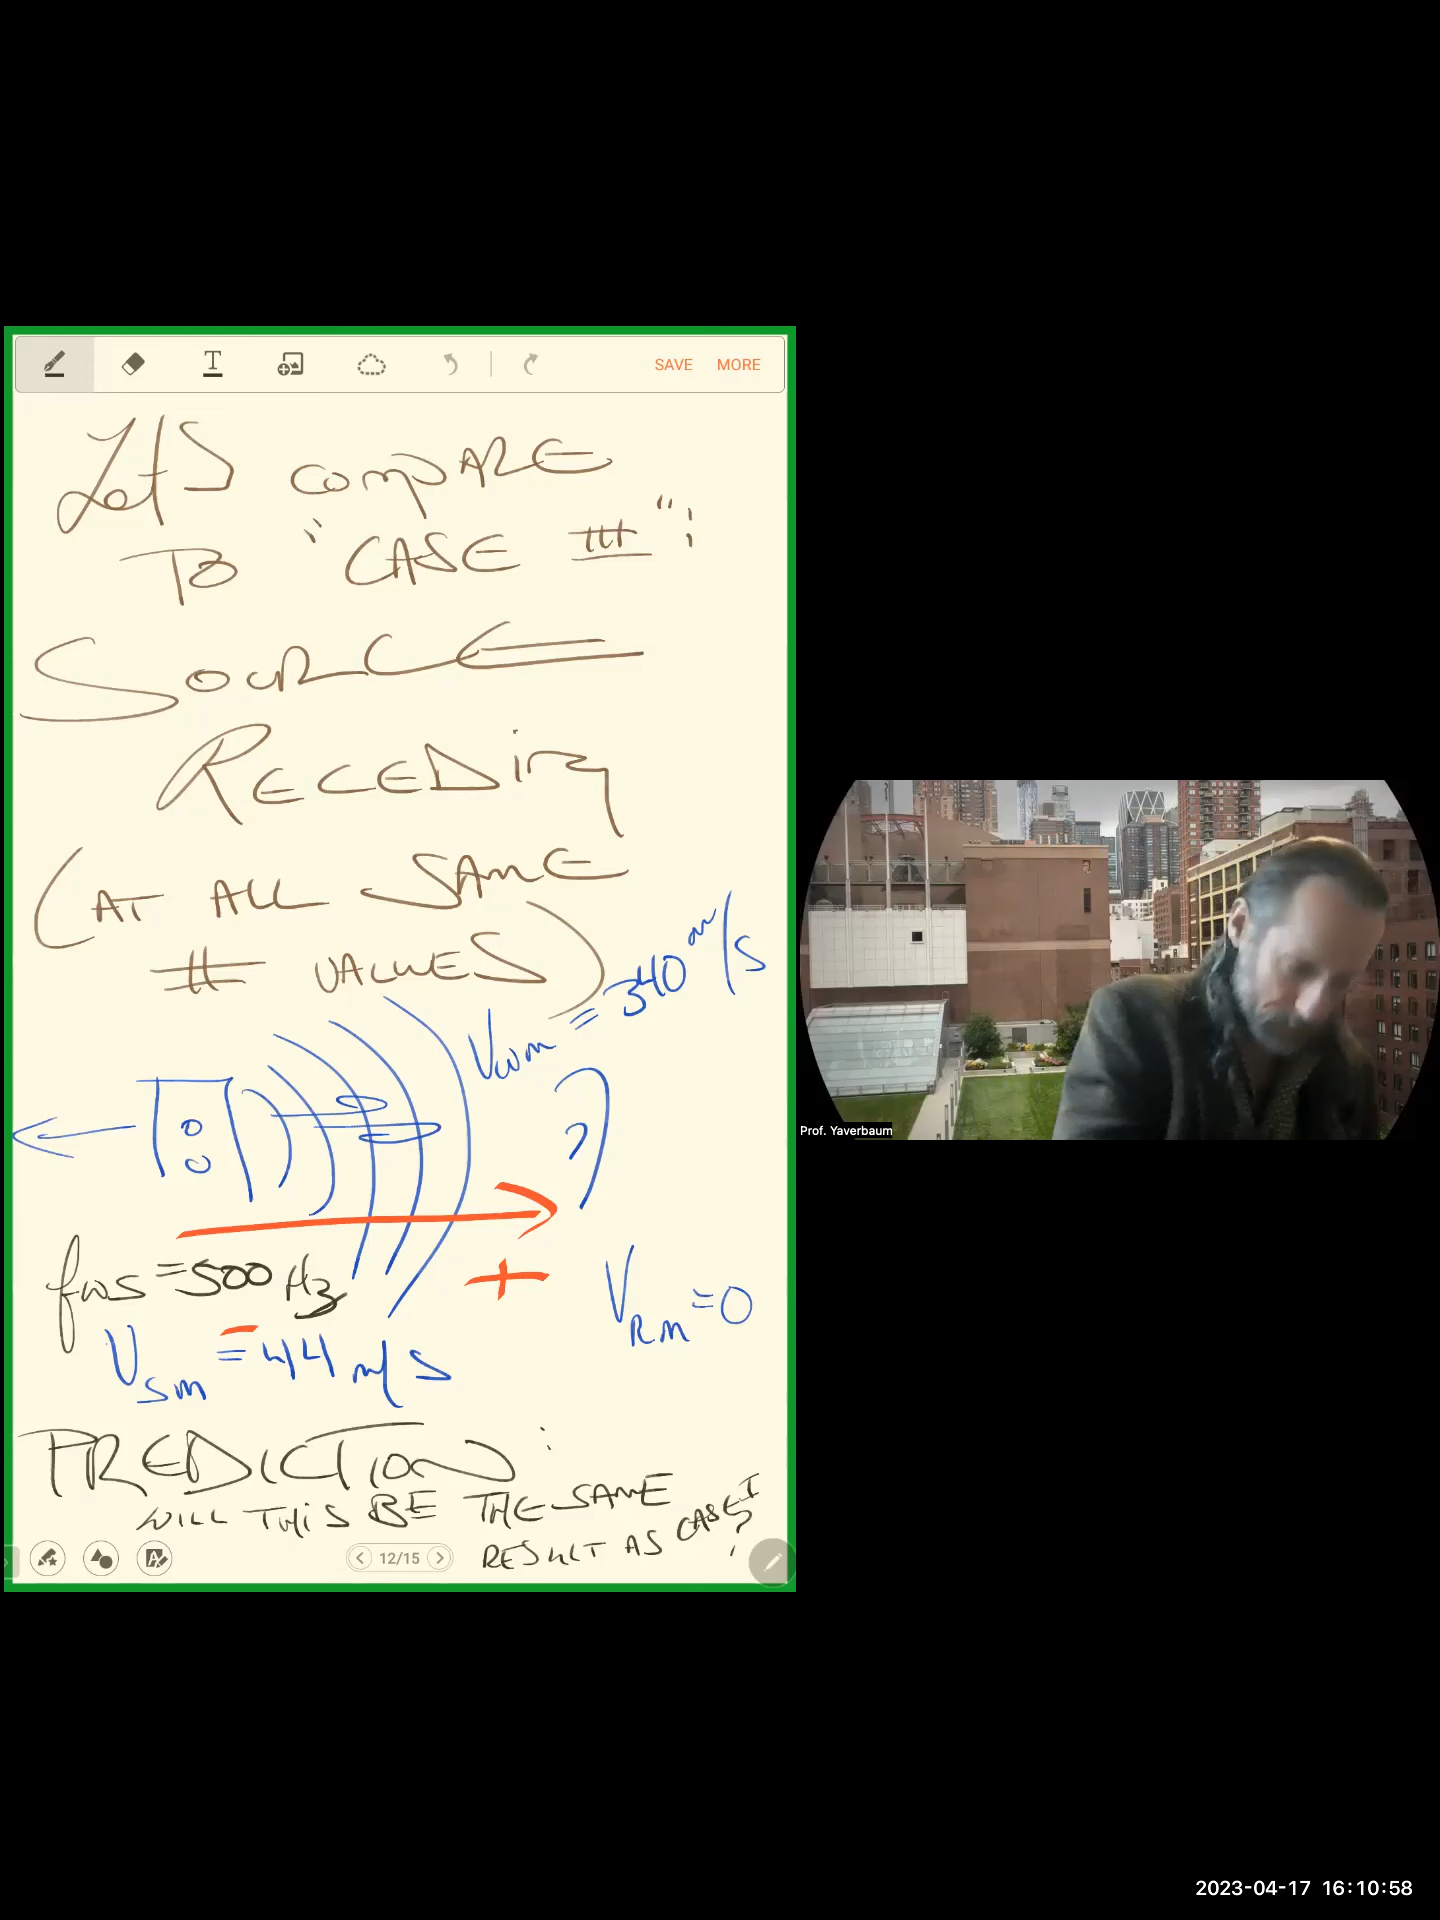 SAVE MORE
Let's COMPARE
TO "CASE III":
SOURCE
RECEDING
(AT ALL SAME
# VALUES)
Vwm = 340 m/s
fws = 500 Hz
VRM = 0
Vsm = -44 m/s
PREDICTION:
WILL THIS BE THE SAME
RESULT AS CASE I?
12/15
+
Prof. Yaverbaum
2023-04-17 16:10:58